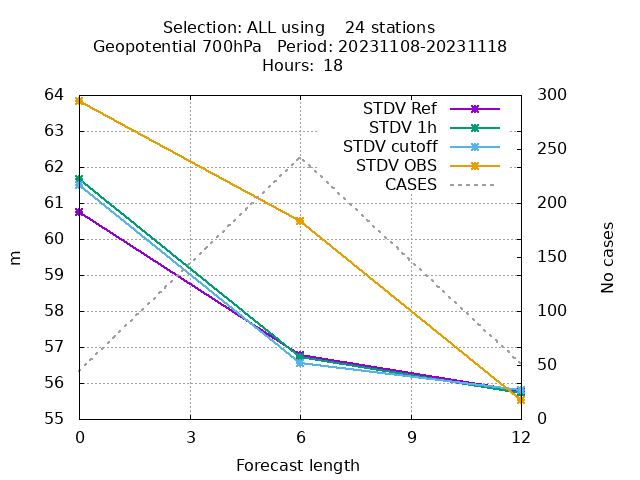 Selection: ALL using    24 stations
Geopotential 700hPa   Period: 20231108-20231118
Hours: 18
64
63
62
61
60
59
58
57
56
55
300
250
200
150
100
50
0
STDV Ref
STDV 1h
STDV cutoff
STDV OBS
CASES
m
No cases
0
3
6
9
12
Forecast length